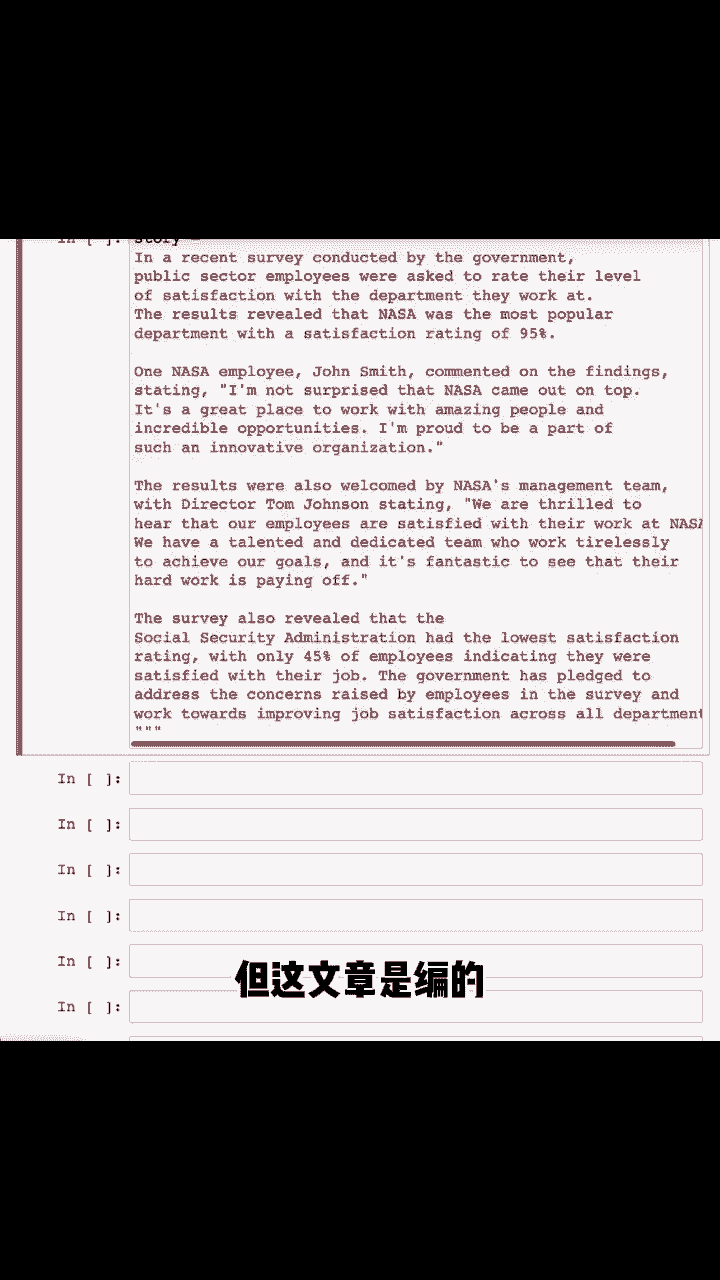 In [ ]: story =
In a recent survey conducted by the government,
public sector employees were asked to rate their level
of satisfaction with the department they work at.
The results revealed that NASA was the most popular
department with a satisfaction rating of 95%.
One NASA employee, John Smith, commented on the findings,
stating, "I'm not surprised that NASA came out on top.
It's a great place to work with amazing people and
incredible opportunities. I'm proud to be a part of
such an innovative organization."
The results were also welcomed by NASA's management team,
with Director Tom Johnson stating, "We are thrilled to
hear that our employees are satisfied with their work at NASA
We have a talented and dedicated team who work tirelessly
to achieve our goals, and it's fantastic to see that their
hard work is paying off."
The survey also revealed that the
Social Security Administration had the lowest satisfaction
rating, with only 45% of employees indicating they were
satisfied with their job. The government has pledged to
address the concerns raised by employees in the survey and
work towards improving job satisfaction across all department
"""
In [ ]:
In [ ]:
In [ ]:
In [ ]:
In [ ]:
In [ ]:
但这文章是编的